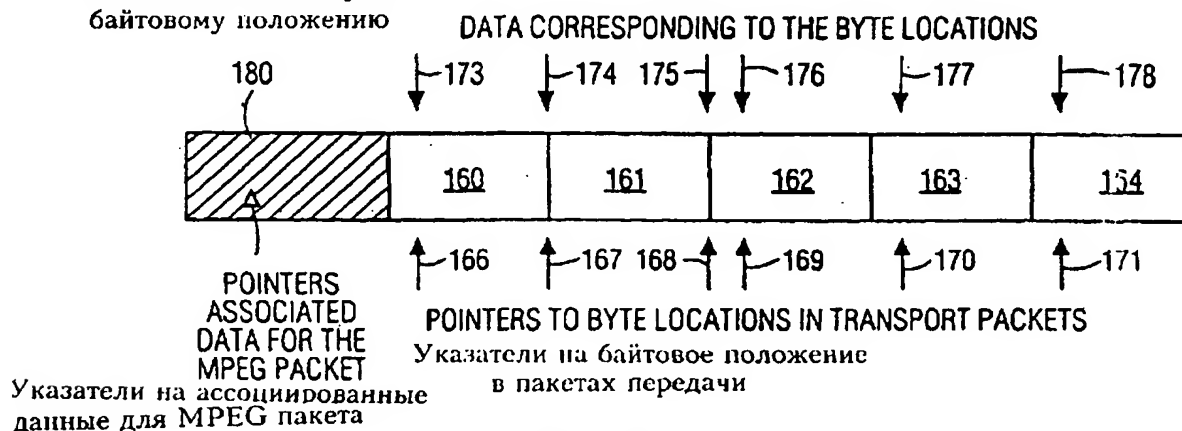 байтовому положению
DATA CORRESPONDING TO THE BYTE LOCATIONS
180 173 174 175 176 177 178
160 161 162 163 164
166 167 168 169 170 171
POINTERS
ASSOCIATED
DATA FOR THE
MPEG PACKET
POINTERS TO BYTE LOCATIONS IN TRANSPORT PACKETS
Указатели на байтовое положение
в пакетах передачи
Указатели на ассоциированные
данные для MPEG пакета